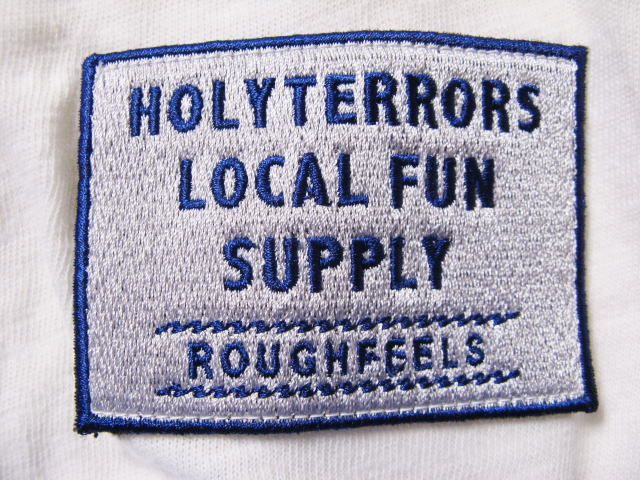 HOLYTERRORS
LOCAL FUN
SUPPLY
ROUGHFEELS